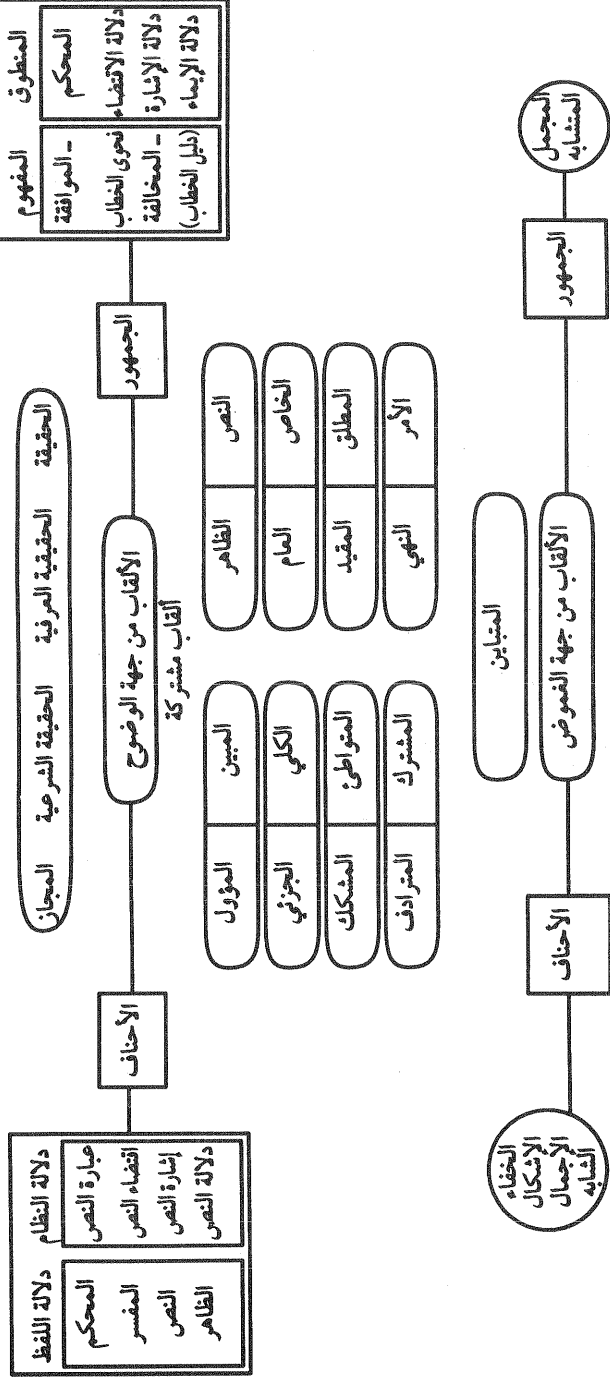 الحقيقة الحقيقية العرفية الحقيقة الشرعية المجاز
المنطوق
المحكم
دلالة الاقتضاء
دلالة الإشارة
دلالة الإيماء
المفهوم
- الموافقة
فحوى الخطاب
- المخالفة
(دليل الخطاب)
الجمهور
الألقاب من جهة الوضوح
الأحناف
دلالة النظام
عبارة النص
اقتضاء النص
إشارة النص
دلالة النص
دلالة اللفظ
المحكم
المفسر
النص
الظاهر
ألقاب مشتركة
النص الظاهر
المبين المؤول
الخاص العام
الكلي الجزئي
المطلق المقيد
المتواطئ المشكك
الأمر النهي
المشترك المترادف
المتباين
المجمل
المتشابه
الجمهور
الألقاب من جهة الغموض
الأحناف
الخفاء
الإشكال
الإجمال
الشابه